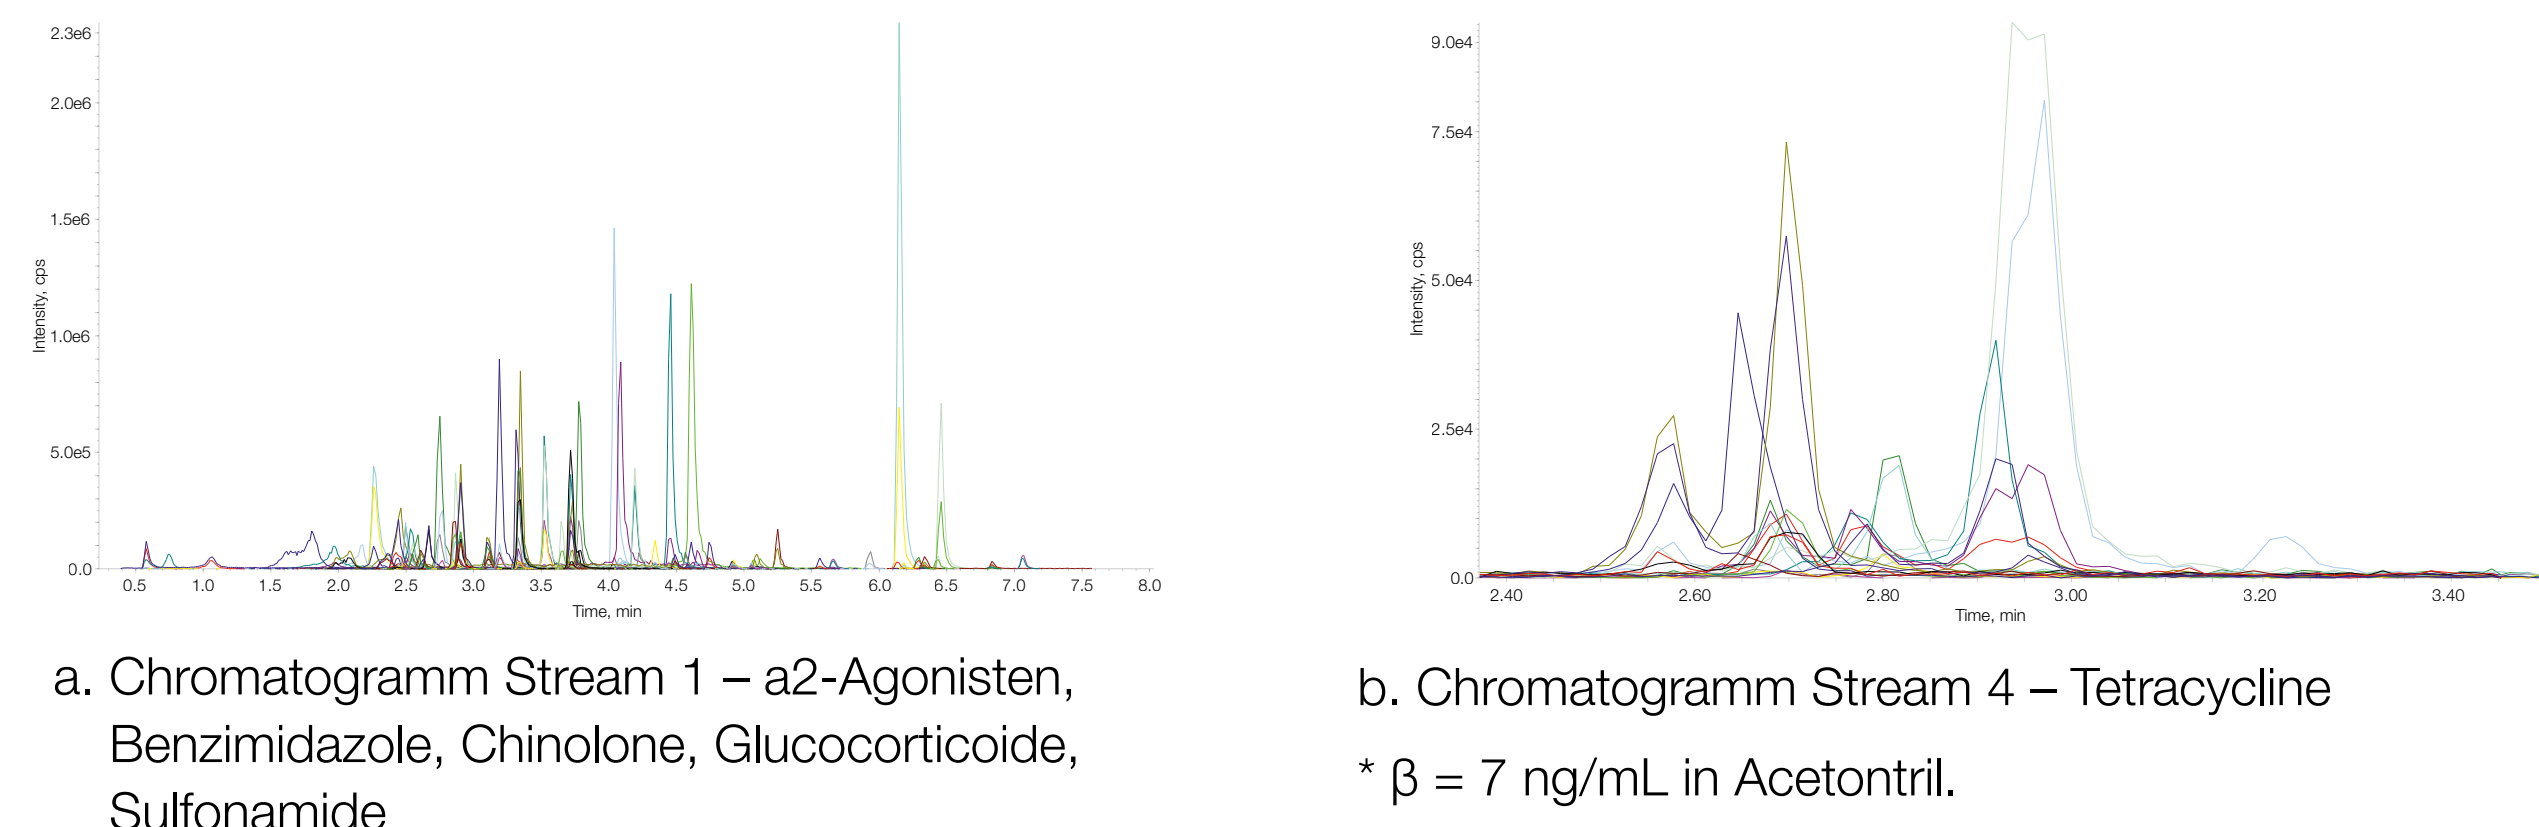 2.3e6
2.0e6
1.5e6
1.0e6
5.0e5
0.0
Intensity, cps
0.5 1.0 1.5 2.0 2.5 3.0 3.5 4.0 4.5 5.0 5.5 6.0 6.5 7.0 7.5 8.0
Time, min
a. Chromatogramm Stream 1 – a2-Agonisten,
Benzimidazole, Chinolone, Glucocorticoide,
Sulfonamide
9.0e4
7.5e4
5.0e4
2.5e4
0.0
Intensity, cps
2.40 2.60 2.80 3.00 3.20 3.40
Time, min
b. Chromatogramm Stream 4 – Tetracycline
* β = 7 ng/mL in Acetontril.